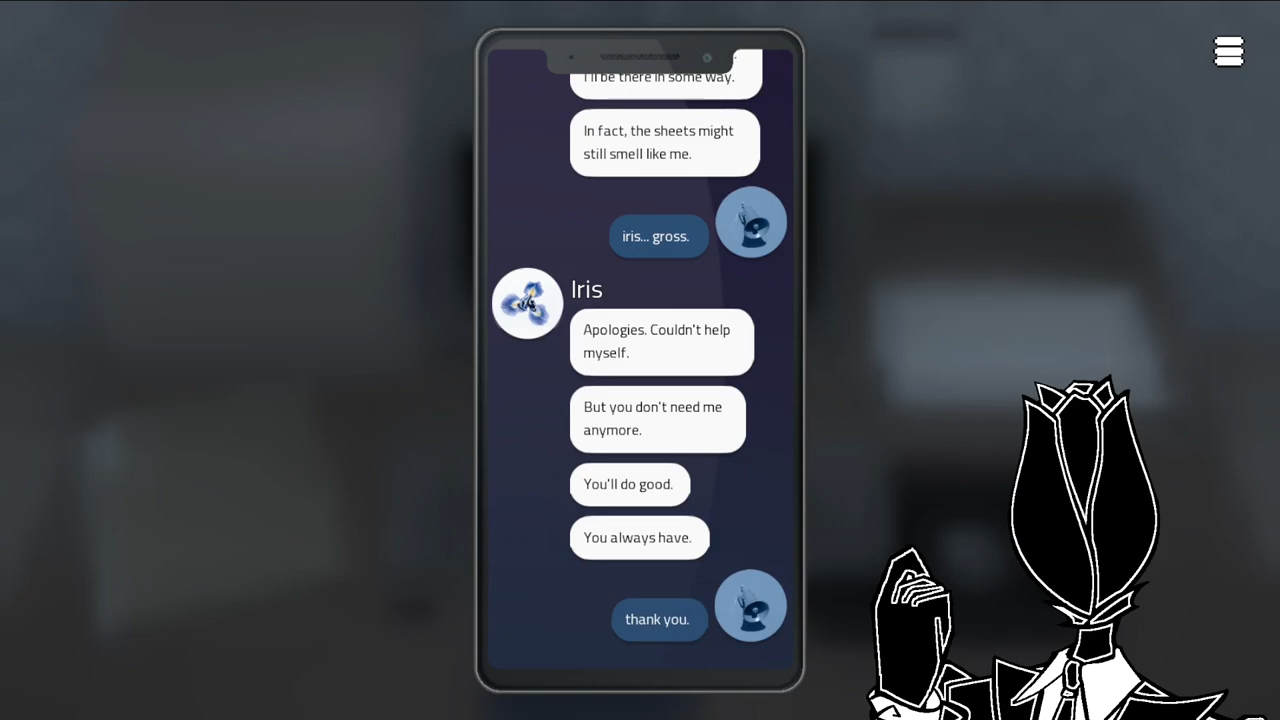 I'll be there in some way.
In fact, the sheets might
still smell like me.
iris... gross.
Iris
Apologies. Couldn't help
myself.
But you don't need me
anymore.
You'll do good.
You always have.
thank you.